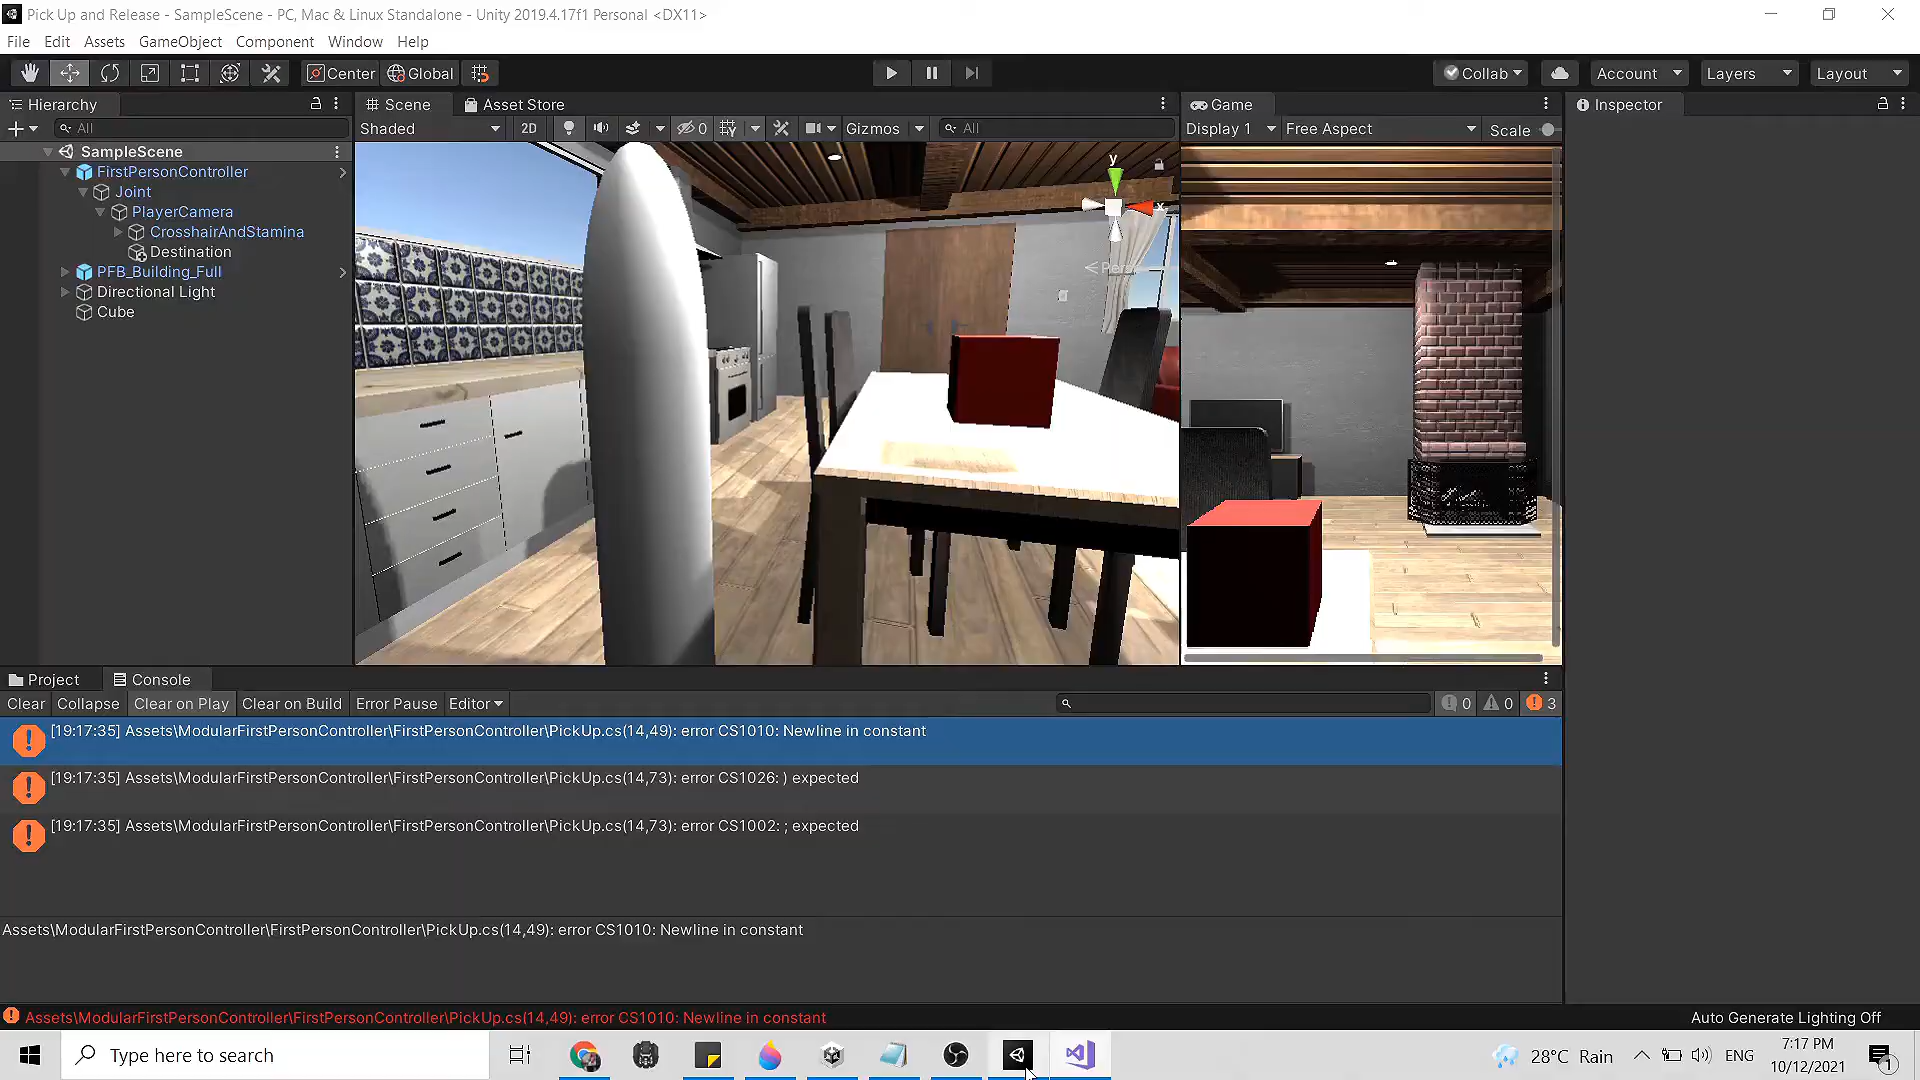 Pick Up and Release - SampleScene - PC, Mac & Linux Standalone - Unity 2019.4.17f1 Personal <DX11>
File Edit Assets GameObject Component Window Help
Center Global Collab Account Layers Layout
Hierarchy Scene Asset Store Game Inspector
All Shaded 2D 0 Gizmos All Display 1 Free Aspect Scale
SampleScene
FirstPersonController
Joint
PlayerCamera
CrosshairAndStamina
Destination
PFB_Building_Full
Directional Light
Cube
y
x
Project Console
Clear Collapse Clear on Play Clear on Build Error Pause Editor 0 0 3
[19:17:35] Assets\ModularFirstPersonController\FirstPersonController\PickUp.cs(14,49): error CS1010: Newline in constant
[19:17:35] Assets\ModularFirstPersonController\FirstPersonController\PickUp.cs(14,73): error CS1026: ) expected
[19:17:35] Assets\ModularFirstPersonController\FirstPersonController\PickUp.cs(14,73): error CS1002: ; expected
Assets\ModularFirstPersonController\FirstPersonController\PickUp.cs(14,49): error CS1010: Newline in constant
Assets\ModularFirstPersonController\FirstPersonController\PickUp.cs(14,49): error CS1010: Newline in constant
Auto Generate Lighting Off
Type here to search
28°C Rain
ENG
7:17 PM
10/12/2021
1